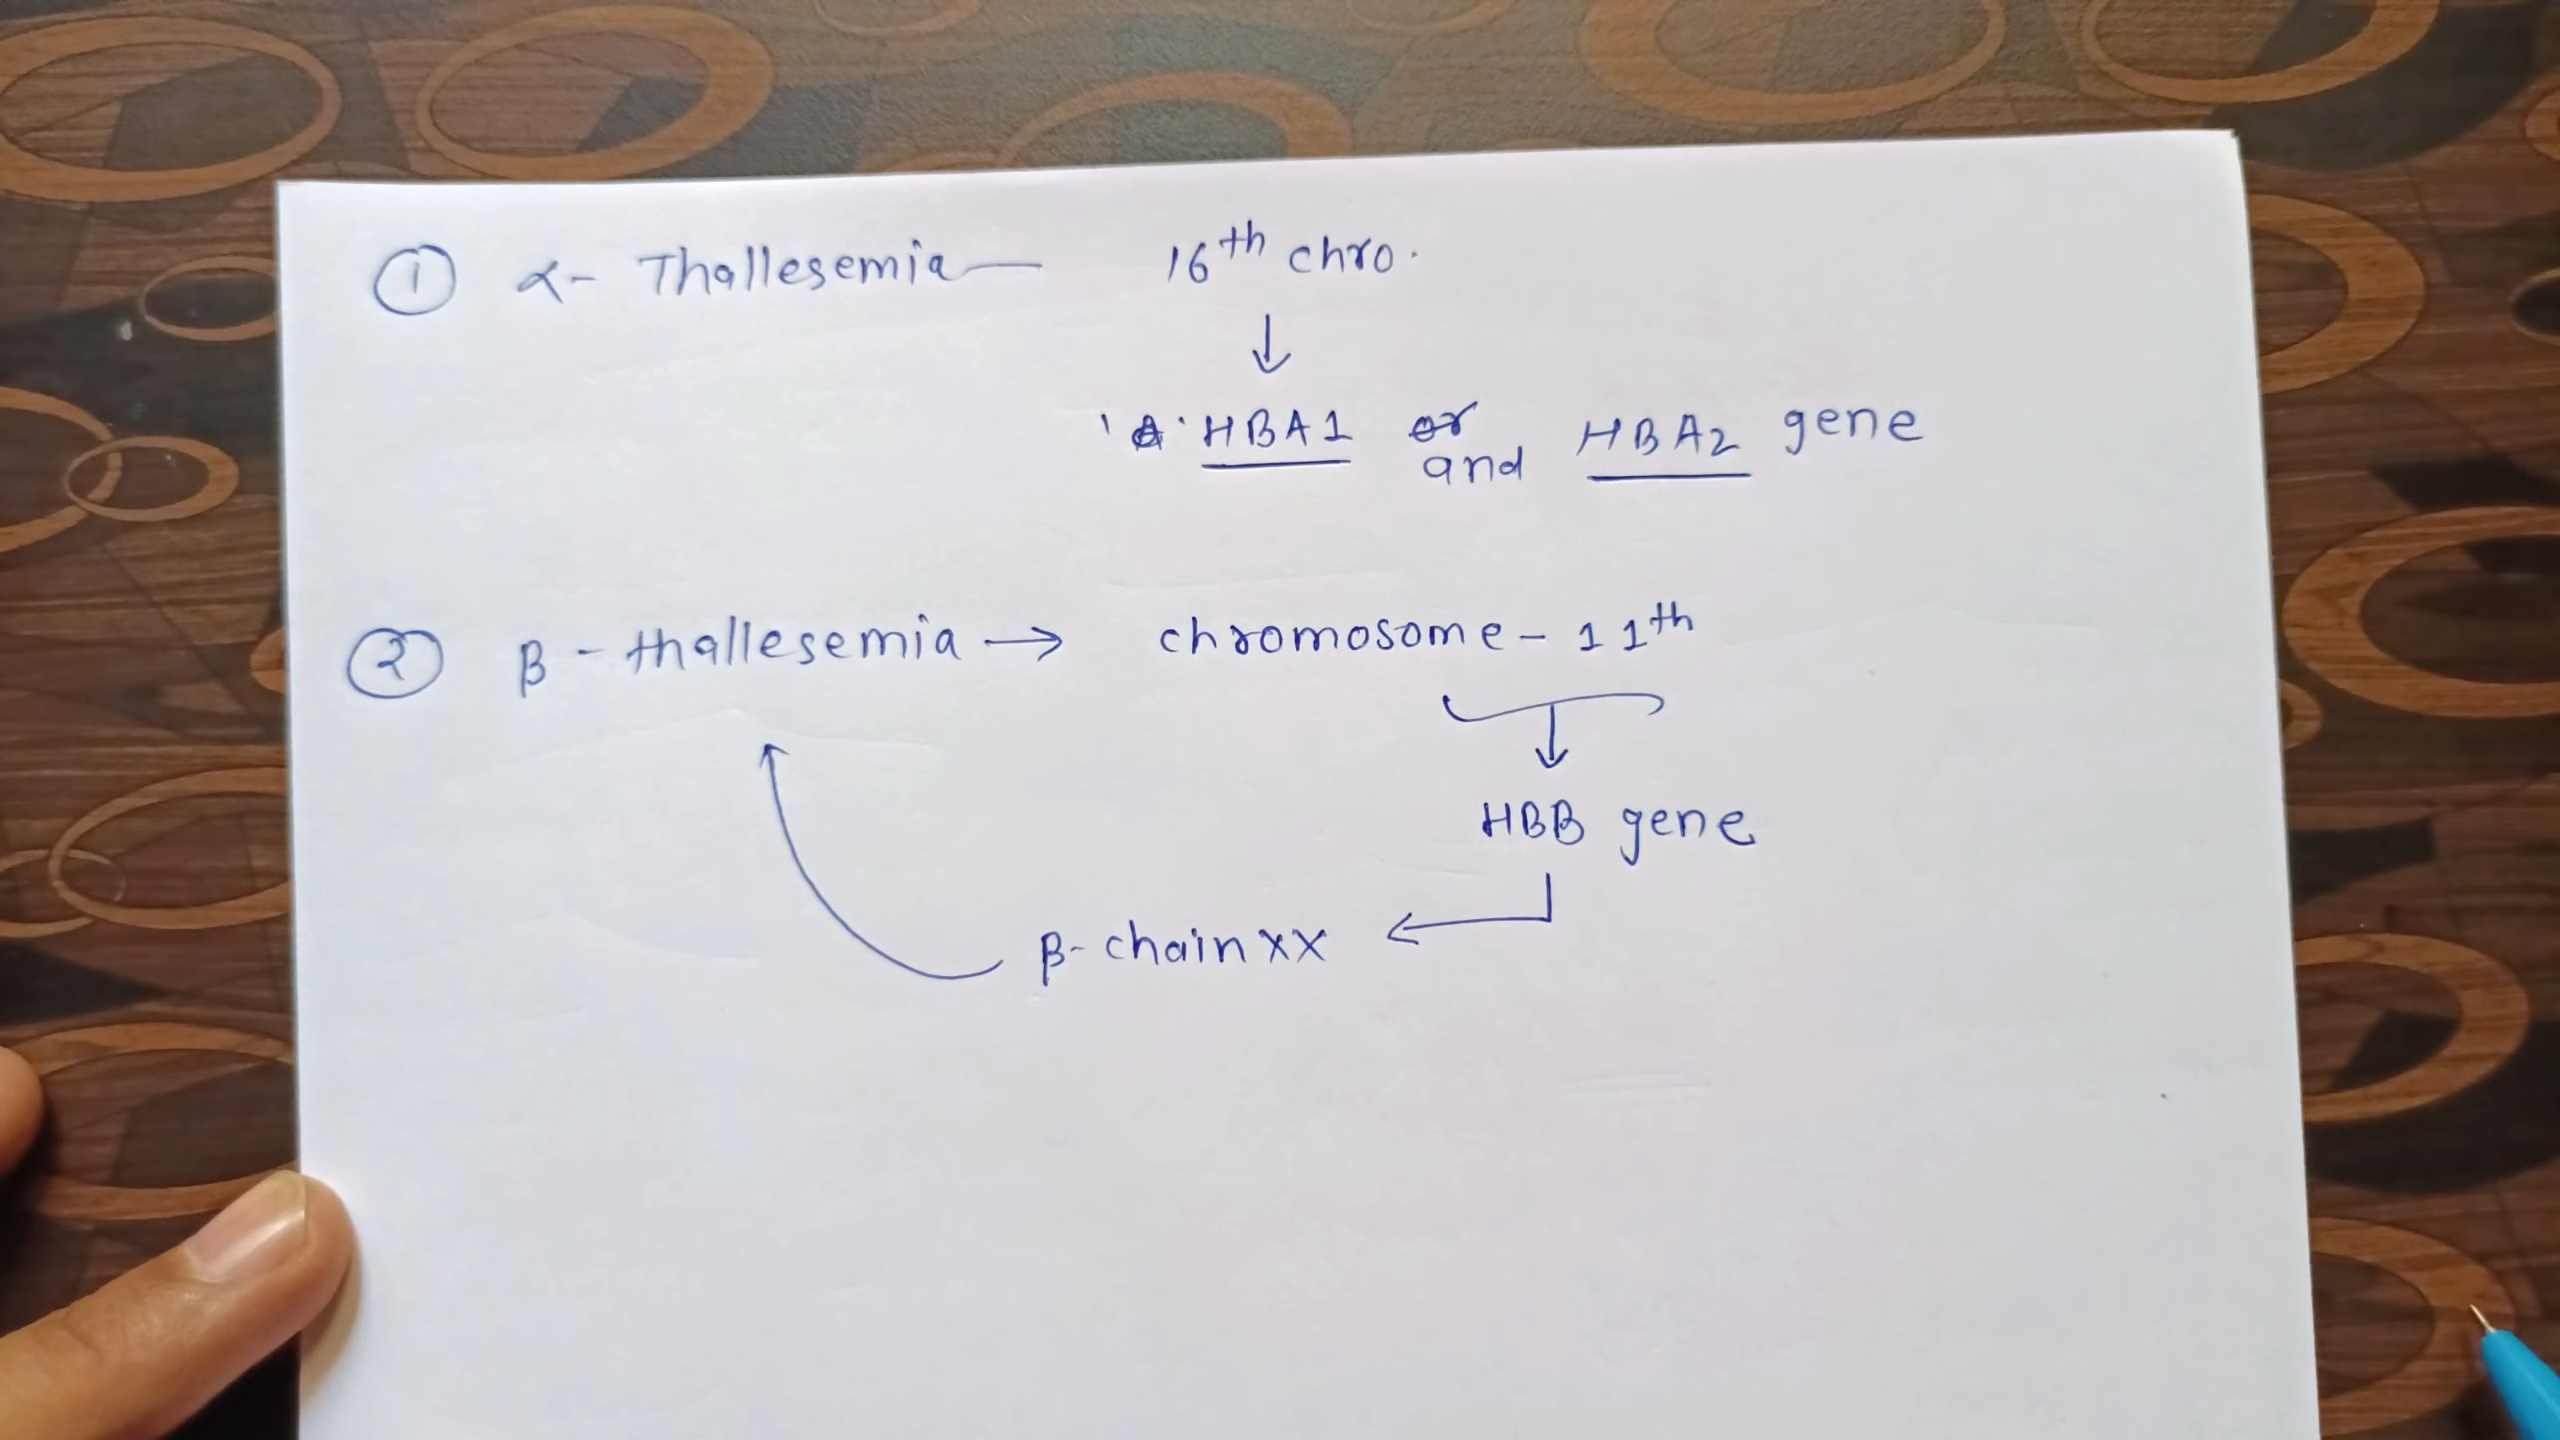 ① α- Thallesemia — 16th chro.
↓
HBA1 or and HBA2 gene
② β - thallesemia → chromosome - 11th
↓
HBB gene
β- chain xx ←